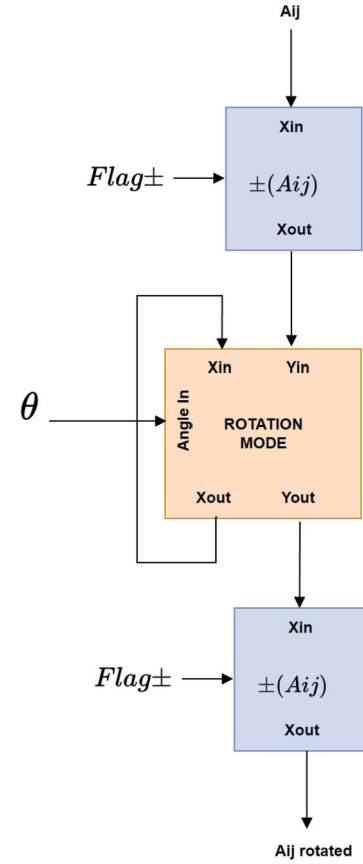 Aij
Xin
Flag±
±(Aij)
Xout
Xin Yin
θ
Angle In
ROTATION
MODE
Xout Yout
Xin
Flag±
±(Aij)
Xout
Aij rotated